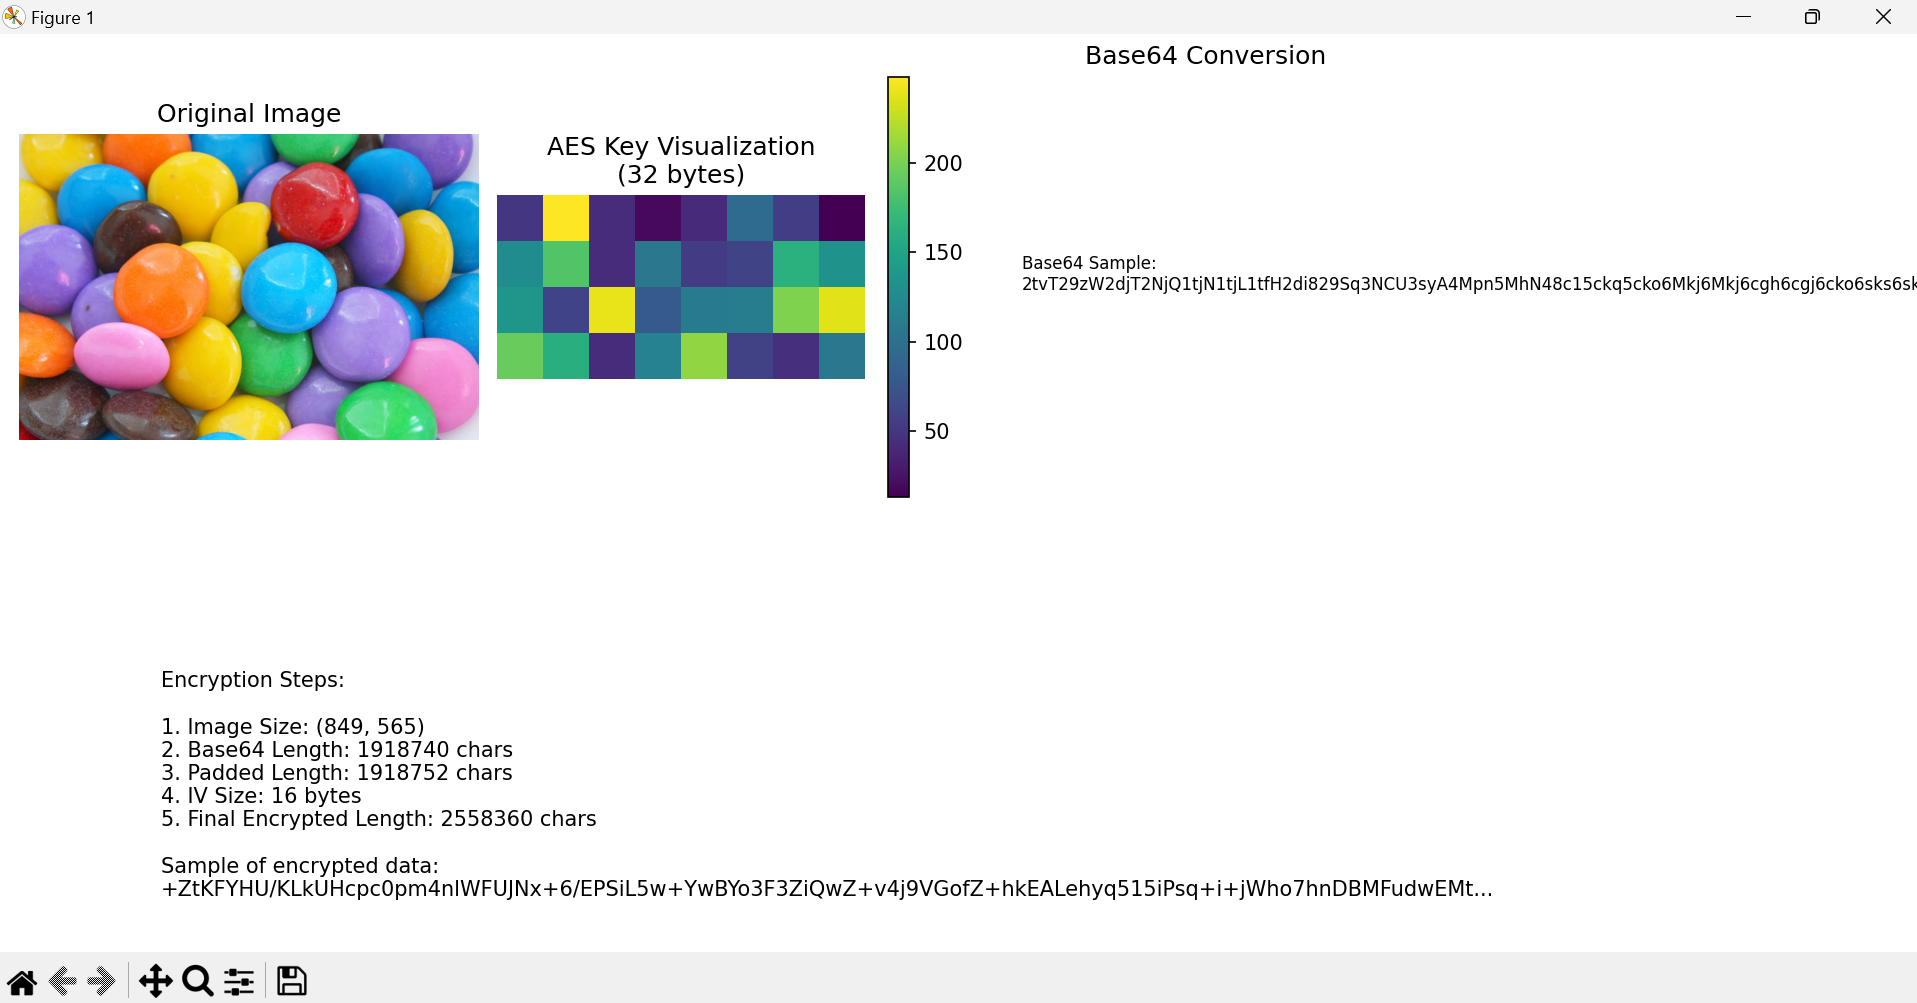 Figure 1
Base64 Conversion
Original Image
AES Key Visualization
(32 bytes)
200
150
100
50
Base64 Sample:
2tvT29zW2djT2NjQ1tjN1tjL1tfH2di829Sq3NCU3syA4Mpn5MhN48c15ckq5cko6Mkj6Mkj6cgh6cgj6cko6sks6sk
Encryption Steps:
1. Image Size: (849, 565)
2. Base64 Length: 1918740 chars
3. Padded Length: 1918752 chars
4. IV Size: 16 bytes
5. Final Encrypted Length: 2558360 chars
Sample of encrypted data:
+ZtKFYHU/KLkUHcpc0pm4nlWFUJNx+6/EPSiL5w+YwBYo3F3ZiQwZ+v4j9VGofZ+hkEALehyq515iPsq+i+jWho7hnDBMFudwEMt...